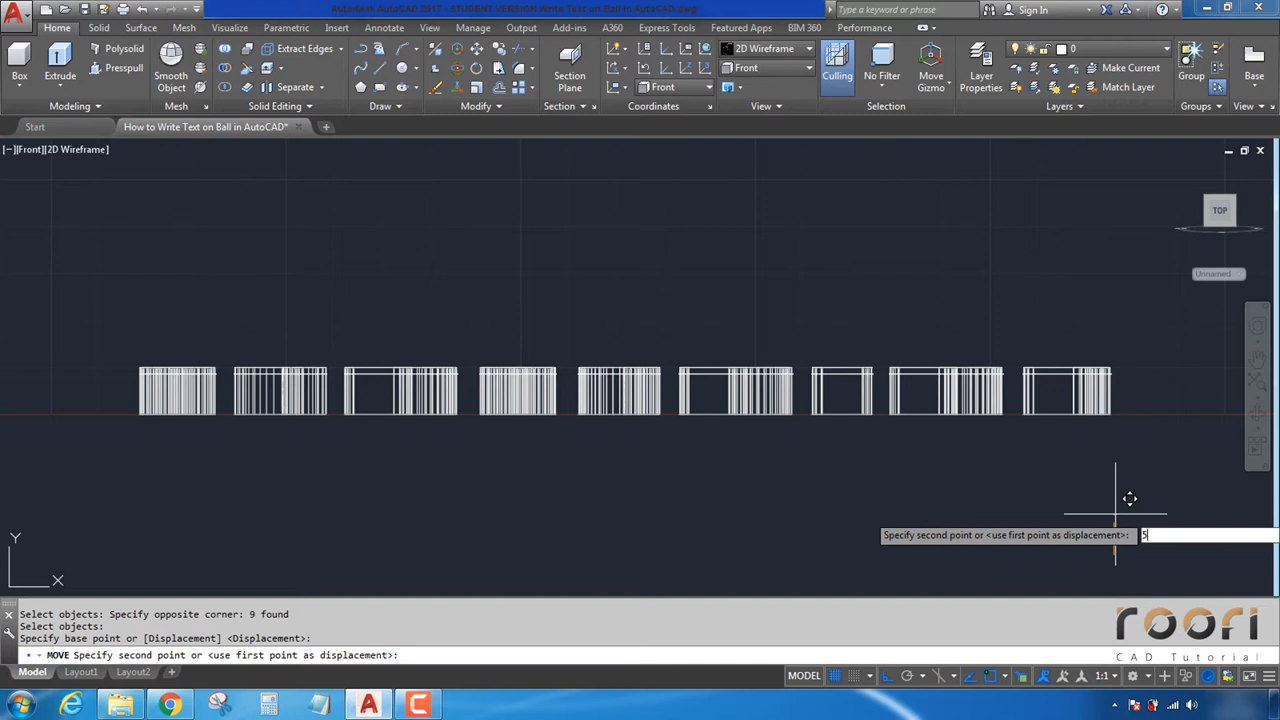 Autodesk AutoCAD 2017 - STUDENT VERSION Write Text on Ball in AutoCAD.dwg
Type a keyword or phrase
Sign In
Home Solid Surface Mesh Visualize Parametric Insert Annotate View Manage Output Add-ins A360 Express Tools Featured Apps BIM 360 Performance
Box
Extrude
Polysolid
Presspull
Smooth Object
Extract Edges
Separate
Section Plane
2D Wireframe
Front
Front
Culling
No Filter
Move Gizmo
Layer Properties
0
Make Current
Match Layer
Group
Base
Modeling Mesh Solid Editing Draw Modify Section Coordinates View Selection Layers Groups View
Start
How to Write Text on Ball in AutoCAD*
[−][Front][2D Wireframe]
TOP
Unnamed
Specify second point or <use first point as displacement>: 5
Y
X
Select objects: Specify opposite corner: 9 found
Select objects:
Specify base point or [Displacement] <Displacement>:
MOVE Specify second point or <use first point as displacement>:
roofi
CAD Tutorial
Model Layout1 Layout2
MODEL
1:1